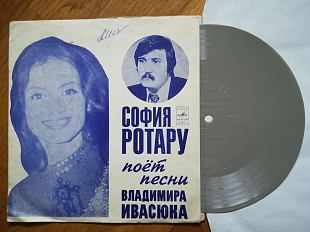 СОФИЯ
РОТАРУ
поёт
песни
ВЛАДИМИРА
ИВАСЮКА